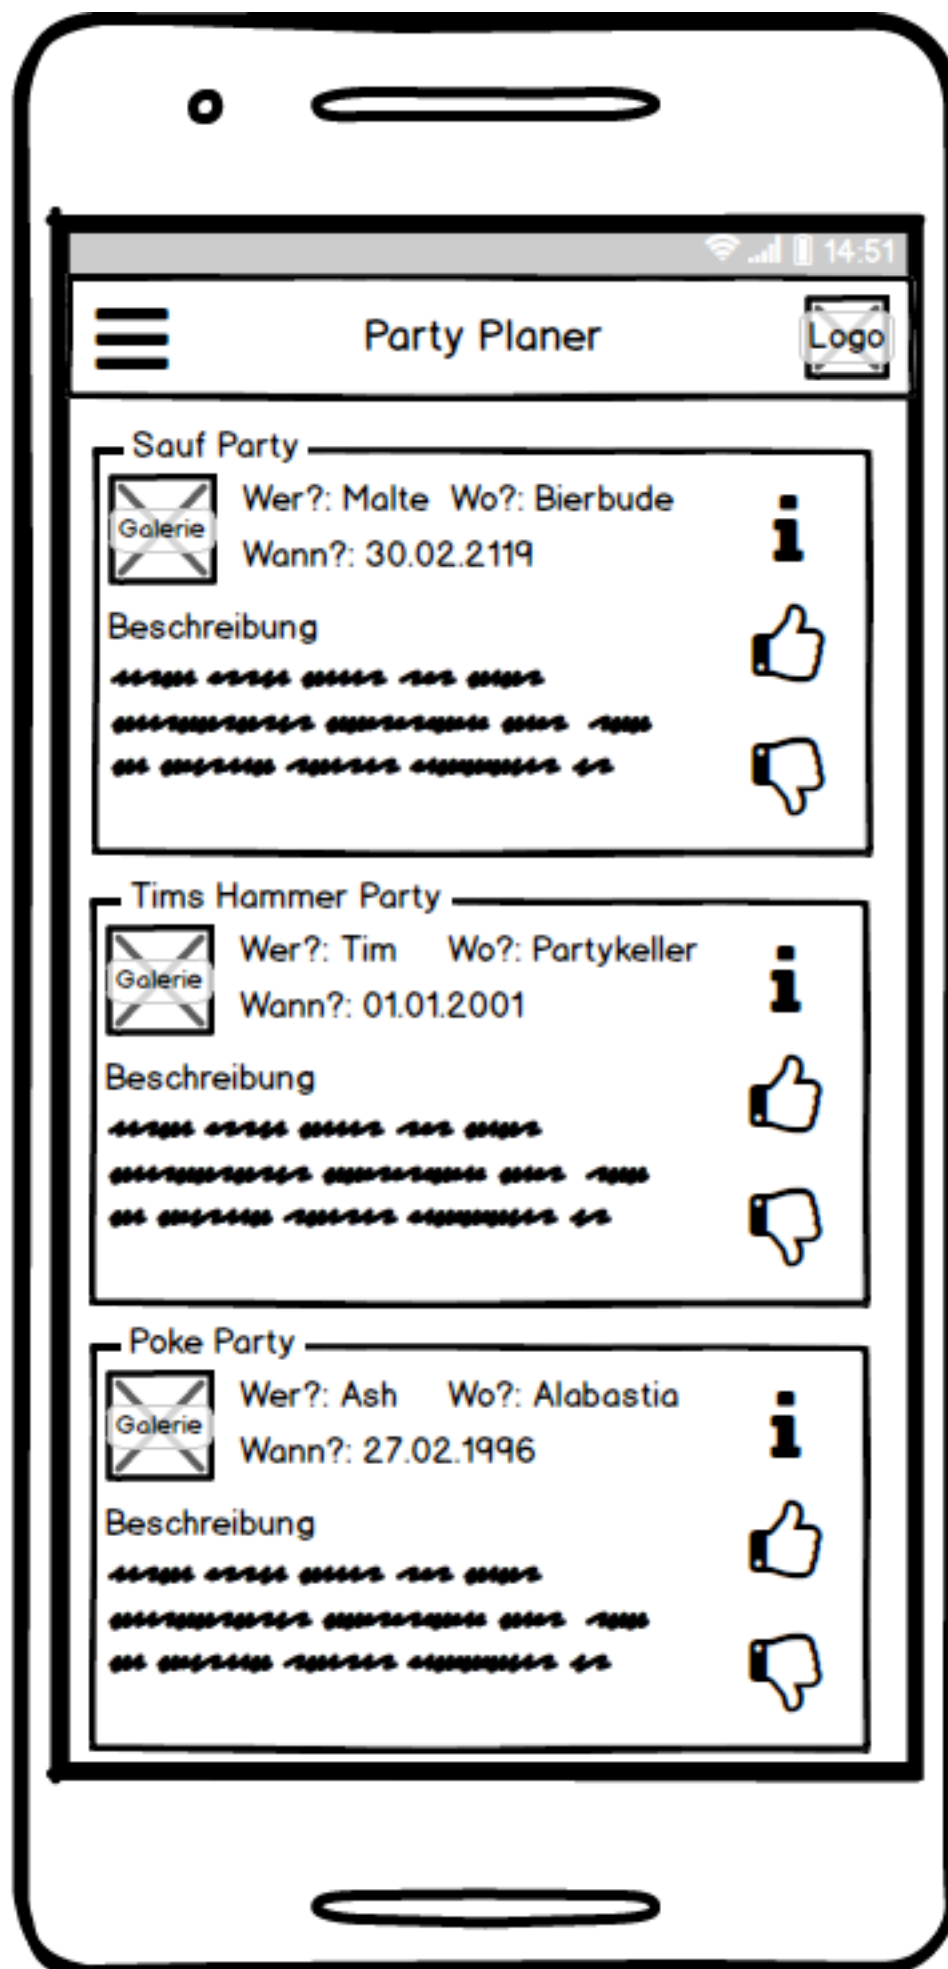 14:51
Party Planer
Logo
Sauf Party
Galerie
Wer?: Malte Wo?: Bierbude
Wann?: 30.02.2119
Beschreibung
Tims Hammer Party
Galerie
Wer?: Tim Wo?: Partykeller
Wann?: 01.01.2001
Beschreibung
Poke Party
Galerie
Wer?: Ash Wo?: Alabastia
Wann?: 27.02.1996
Beschreibung